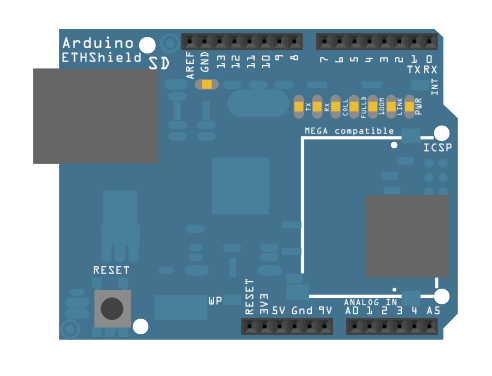 Arduino
ETHShield
SD
AREF
GND
13
12
11
10
9
8
7
6
5
4
3
2
1
0
TX RX
INT
TX
RX
COLL
FULLD
100M
LINK
PWR
MEGA compatible
ICSP
RESET
WP
RESET
3V3
5V Gnd 9V
ANALOG IN
A0 1 2 3 4 A5